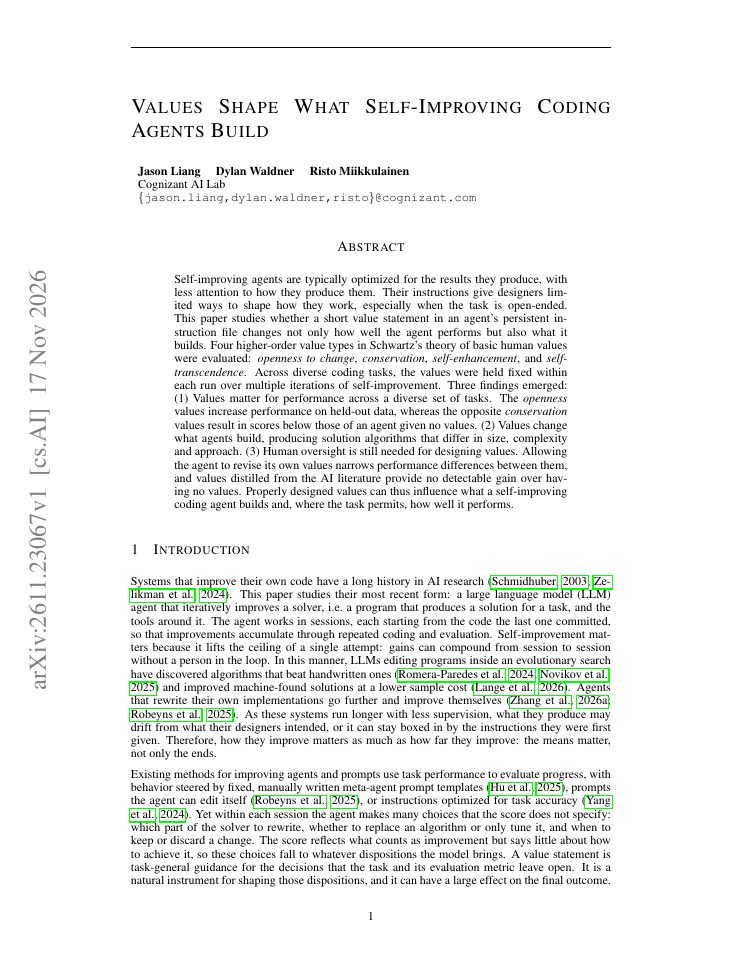 VALUES SHAPE WHAT SELF-IMPROVING CODING
AGENTS BUILD
Jason Liang Dylan Waldner Risto Miikkulainen
Cognizant AI Lab
{jason.liang,dylan.waldner,risto}@cognizant.com
ABSTRACT
Self-improving agents are typically optimized for the results they produce, with
less attention to how they produce them. Their instructions give designers lim-
ited ways to shape how they work, especially when the task is open-ended.
This paper studies whether a short value statement in an agent's persistent in-
struction file changes not only how well the agent performs but also what it
builds. Four higher-order value types in Schwartz's theory of basic human values
were evaluated: openness to change, conservation, self-enhancement, and self-
transcendence. Across diverse coding tasks, the values were held fixed within
each run over multiple iterations of self-improvement. Three findings emerged:
(1) Values matter for performance across a diverse set of tasks. The openness
values increase performance on held-out data, whereas the opposite conservation
values result in scores below those of an agent given no values. (2) Values change
what agents build, producing solution algorithms that differ in size, complexity
and approach. (3) Human oversight is still needed for designing values. Allowing
the agent to revise its own values narrows performance differences between them,
and values distilled from the AI literature provide no detectable gain over hav-
ing no values. Properly designed values can thus influence what a self-improving
coding agent builds and, where the task permits, how well it performs.
1 INTRODUCTION
Systems that improve their own code have a long history in AI research (Schmidhuber, 2003; Ze-
likman et al., 2024). This paper studies their most recent form: a large language model (LLM)
agent that iteratively improves a solver, i.e. a program that produces a solution for a task, and the
tools around it. The agent works in sessions, each starting from the code the last one committed,
so that improvements accumulate through repeated coding and evaluation. Self-improvement mat-
ters because it lifts the ceiling of a single attempt: gains can compound from session to session
without a person in the loop. In this manner, LLMs editing programs inside an evolutionary search
have discovered algorithms that beat handwritten ones (Romera-Paredes et al., 2024; Novikov et al.,
2025) and improved machine-found solutions at a lower sample cost (Lange et al., 2026). Agents
that rewrite their own implementations go further and improve themselves (Zhang et al., 2026a;
Robeyns et al., 2025). As these systems run longer with less supervision, what they produce may
drift from what their designers intended, or it can stay boxed in by the instructions they were first
given. Therefore, how they improve matters as much as how far they improve: the means matter,
not only the ends.
Existing methods for improving agents and prompts use task performance to evaluate progress, with
behavior steered by fixed, manually written meta-agent prompt templates (Hu et al., 2025), prompts
the agent can edit itself (Robeyns et al., 2025), or instructions optimized for task accuracy (Yang
et al., 2024). Yet within each session the agent makes many choices that the score does not specify:
which part of the solver to rewrite, whether to replace an algorithm or only tune it, and when to
keep or discard a change. The score reflects what counts as improvement but says little about how
to achieve it, so these choices fall to whatever dispositions the model brings. A value statement is
task-general guidance for the decisions that the task and its evaluation metric leave open. It is a
natural instrument for shaping those dispositions, and it can have a large effect on the final outcome.
1
arXiv:2611.23067v1 [cs.AI] 17 Nov 2026